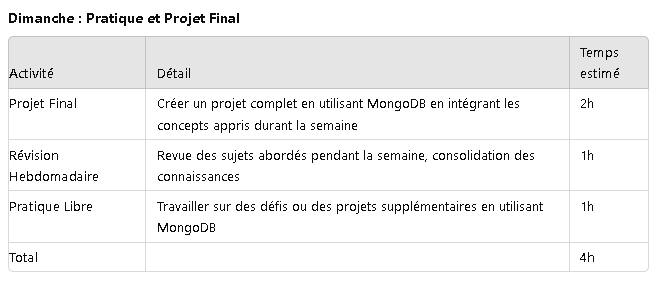 Dimanche : Pratique et Projet Final
Temps
Activité Détail estimé
Projet Final Créer un projet complet en utilisant MongoDB en intégrant les 2h
concepts appris durant la semaine
Révision Revue des sujets abordés pendant la semaine, consolidation des 1h
Hebdomadaire connaissances
Pratique Libre Travailler sur des défis ou des projets supplémentaires en utilisant 1h
MongoDB
Total 4h